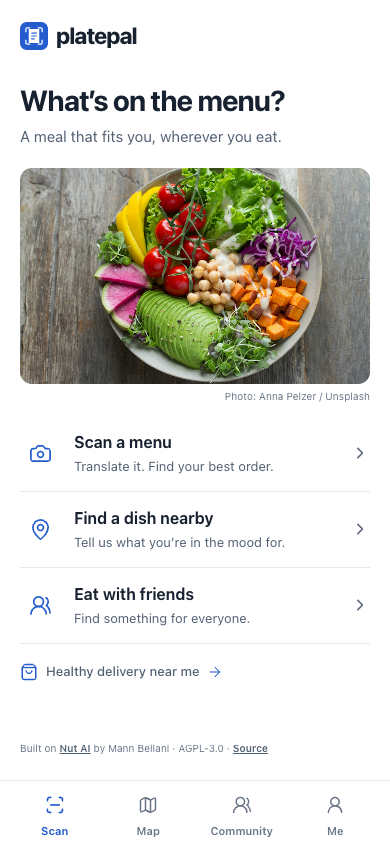 platepal
What’s on the menu?
A meal that fits you, wherever you eat.
Photo: Anna Pelzer / Unsplash
Scan a menu
Translate it. Find your best order.
Find a dish nearby
Tell us what you’re in the mood for.
Eat with friends
Find something for everyone.
Healthy delivery near me
Built on Nut AI by Mann Bellani · AGPL-3.0 · Source
Scan Map Community Me